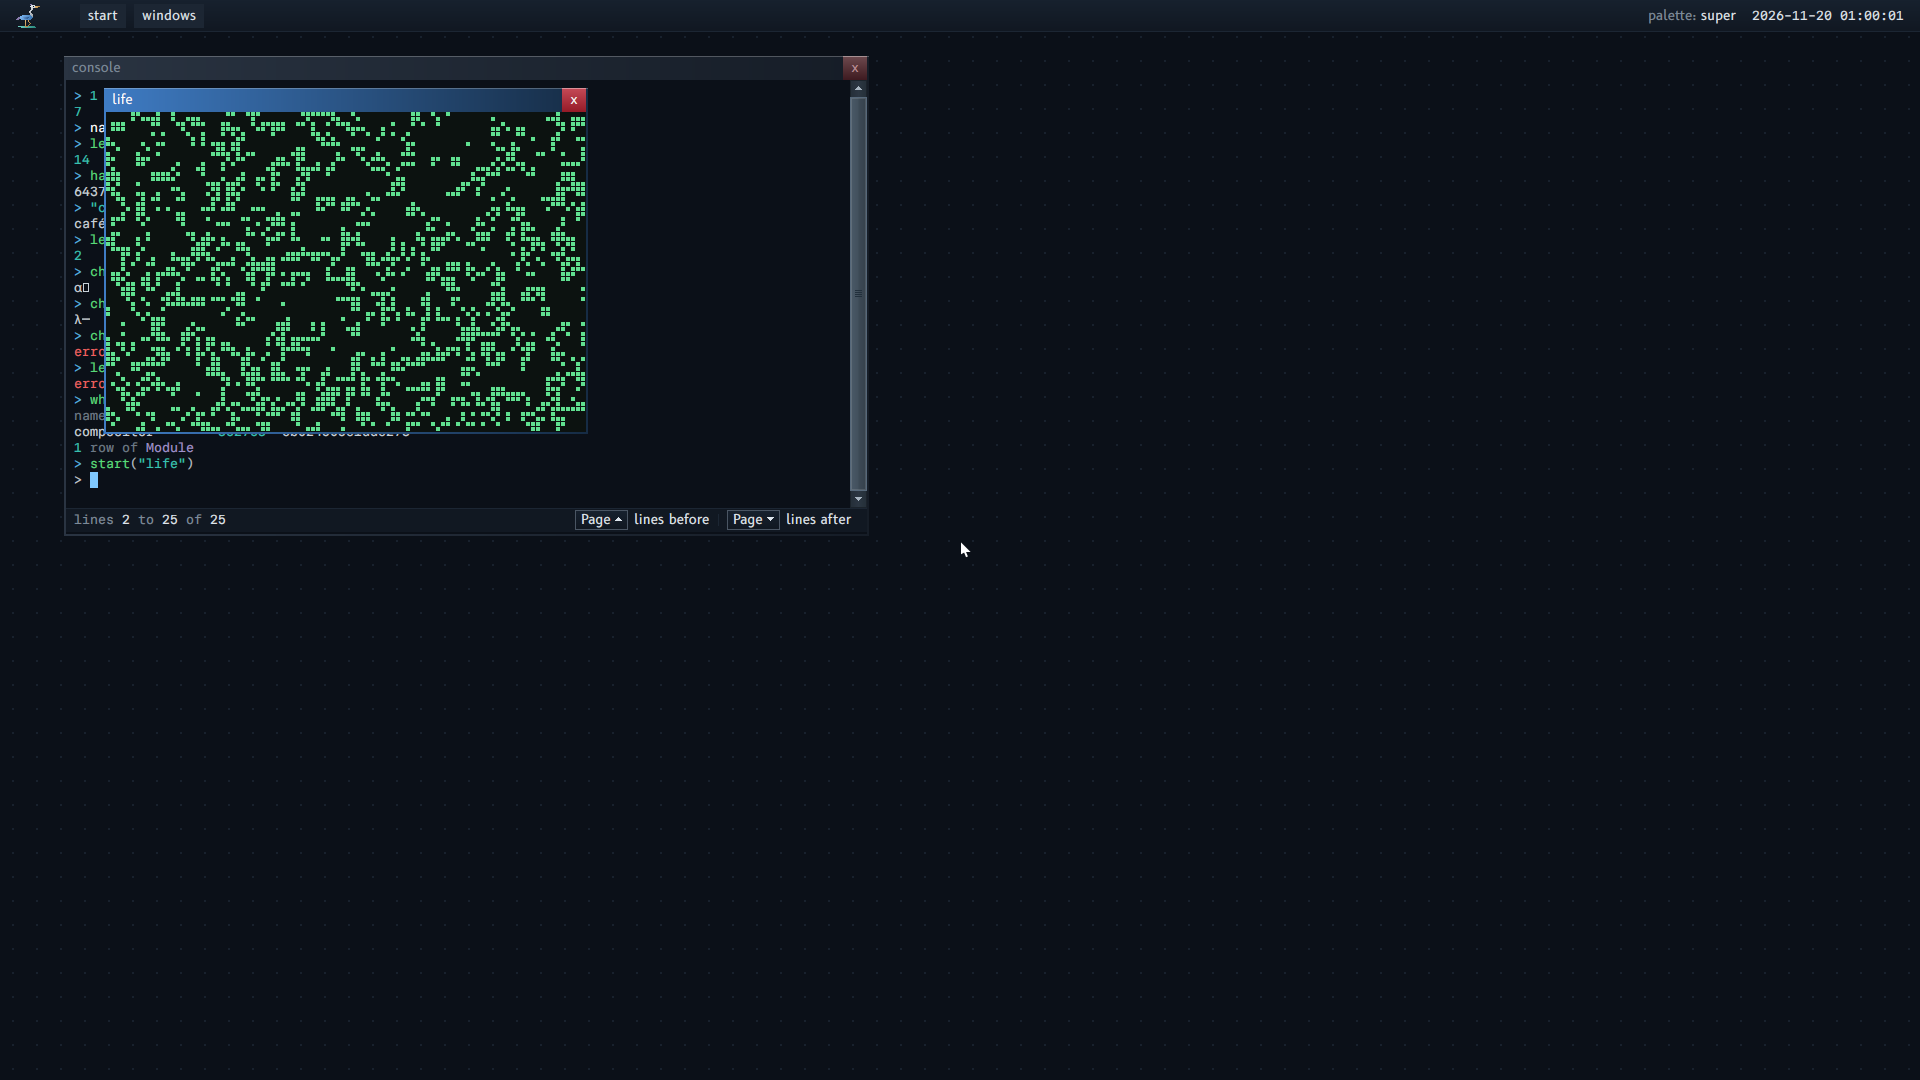 start windows palette: super 2026-11-20 01:00:01
console x
life x
> 1
7
> na
> le
14
> ha
6437
> "c
café
> le
2
> ch
α▯
> ch
λ—
> ch
erro
> le
erro
> wh
name
1 row of Module
> start("life")
>
lines 2 to 25 of 25 Page lines before Page lines after